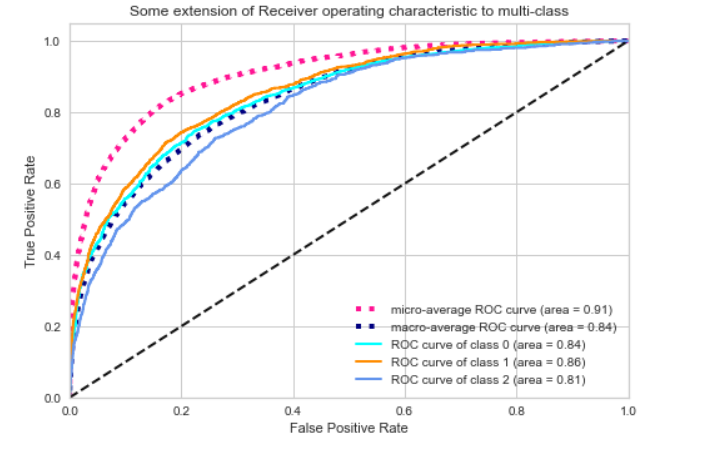 Some extension of Receiver operating characteristic to multi-class
1.0
0.8
0.6
0.4
0.2
0.0
True Positive Rate
micro-average ROC curve (area = 0.91)
macro-average ROC curve (area = 0.84)
ROC curve of class 0 (area = 0.84)
ROC curve of class 1 (area = 0.86)
ROC curve of class 2 (area = 0.81)
0.0 0.2 0.4 0.6 0.8 1.0
False Positive Rate